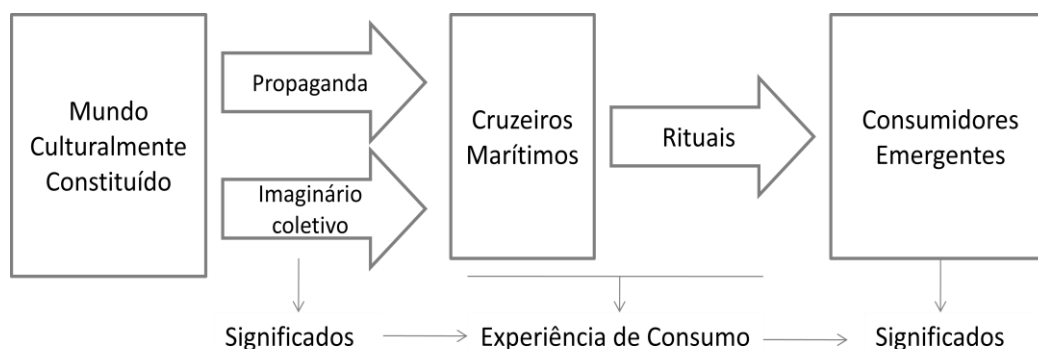 Mundo
Culturalmente
Constituído
Propaganda
Imaginário
coletivo
Cruzeiros
Marítimos
Rituais
Consumidores
Emergentes
Significados
Experiência de Consumo
Significados